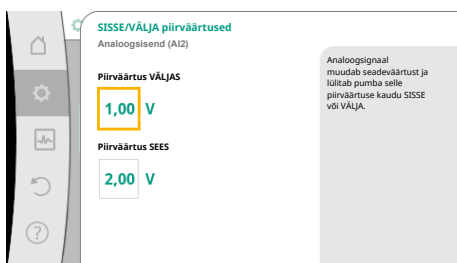 SISSE/VÄLJA piirväärtused
Analoogsisend (AI2)
Piirväärtus VÄLJAS
1,00 V
Piirväärtus SEES
2,00 V
Analoogsignaal
muudab seadeväärtust ja
lülitab pumba selle
piirväärtuse kaudu SISSE
või VÄLJA.
?